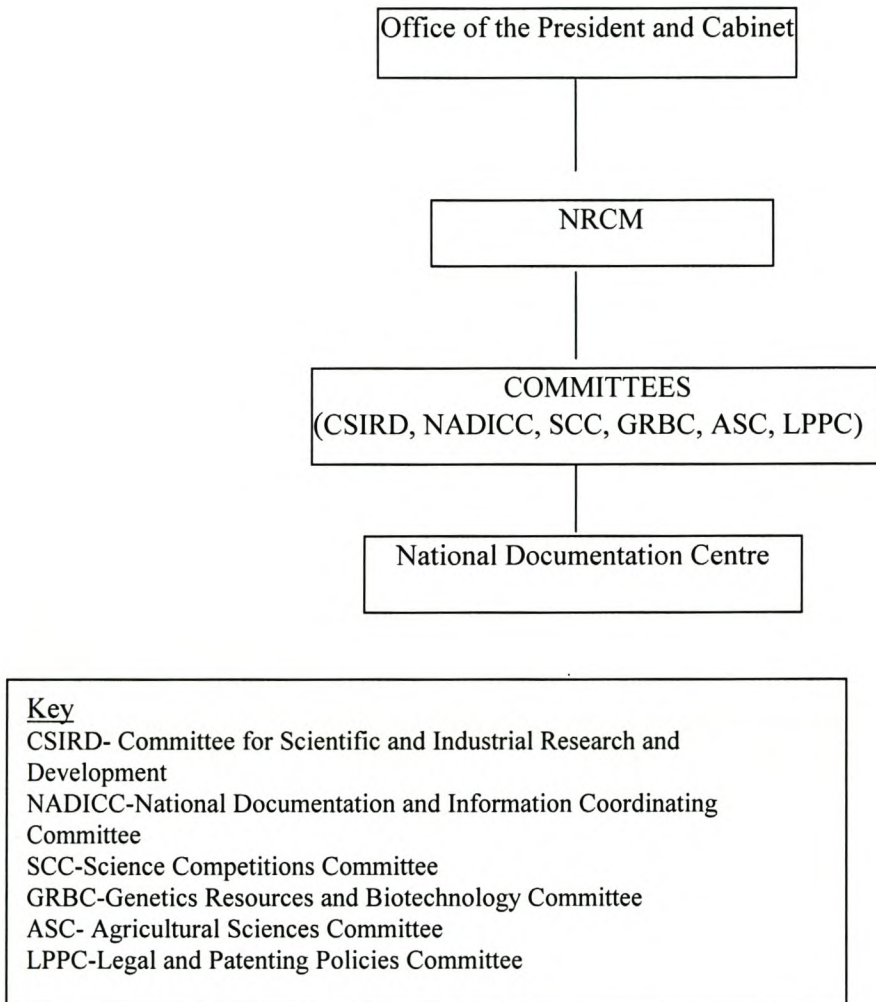 Office of the President and Cabinet
NRCM
COMMITTEES
(CSIRD, NADICC, SCC, GRBC, ASC, LPPC)
National Documentation Centre
Key
CSIRD- Committee for Scientific and Industrial Research and
Development
NADICC-National Documentation and Information Coordinating
Committee
SCC-Science Competitions Committee
GRBC-Genetics Resources and Biotechnology Committee
ASC- Agricultural Sciences Committee
LPPC-Legal and Patenting Policies Committee